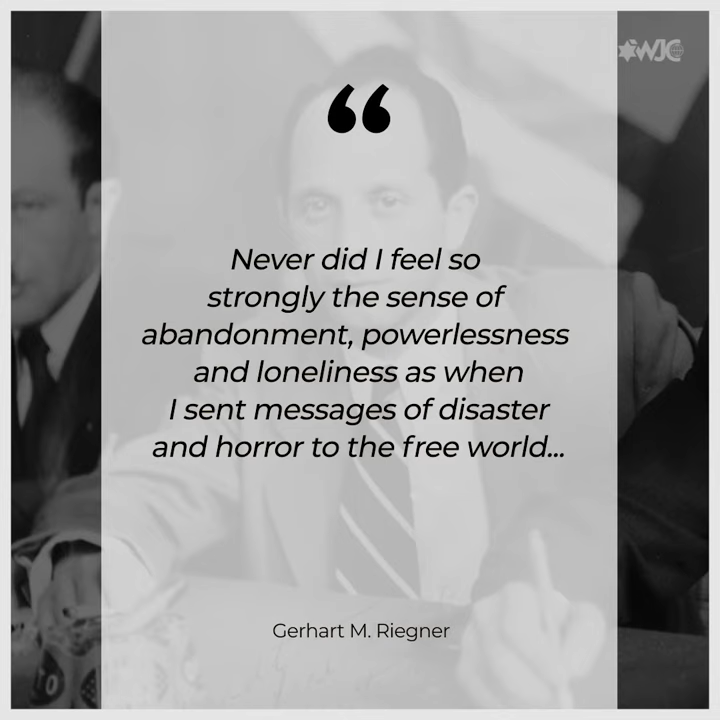 WJC
“
Never did I feel so
strongly the sense of
abandonment, powerlessness
and loneliness as when
I sent messages of disaster
and horror to the free world...
Gerhart M. Riegner
TO